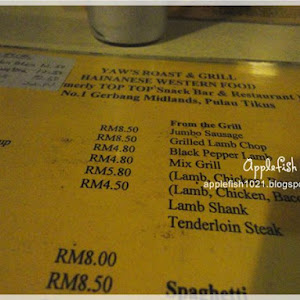 YAW'S ROAST & GRILL
HAINANESE WESTERN FOOD
merly TOP TOP Snack Bar & Restaurant
No.1 Gerbang Midlands, Pulau Tikus
From the Grill
RM8.50 Jumbo Sausage
RM8.50 Grilled Lamb Chop
RM4.80 Black Pepper Lamb
RM4.80 Mix Grill
RM5.80 (Lamb, Chicken,
RM4.50 (Lamb, Chicken, Bac
Lamb Shank
Tenderloin Steak
RM8.00
RM8.50 Spaghetti
Applefish
applefish1021.blogspo